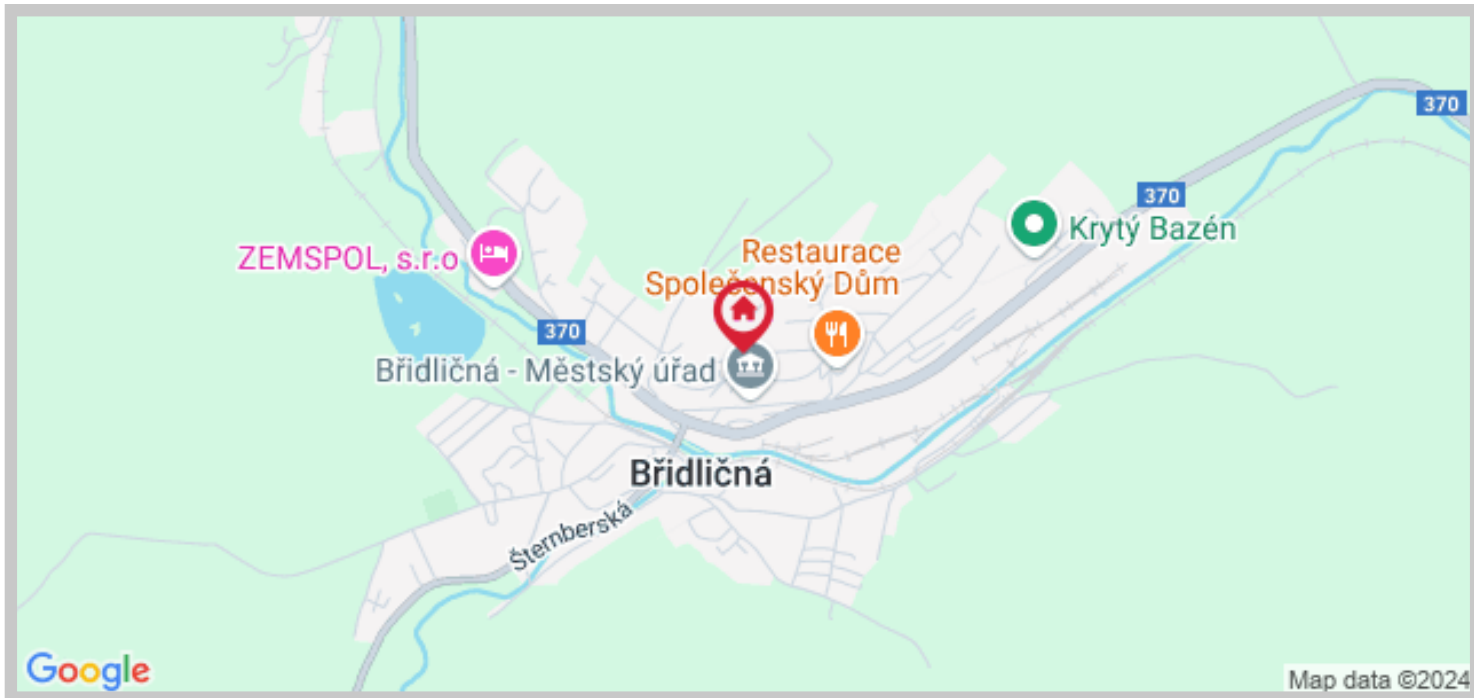 370
370
Krytý Bazén
Restaurace
Společenský Dům
ZEMSPOL, s.r.o
370
Břidličná - Městský úřad
Břidličná
Šternberská
Google
Map data ©2024